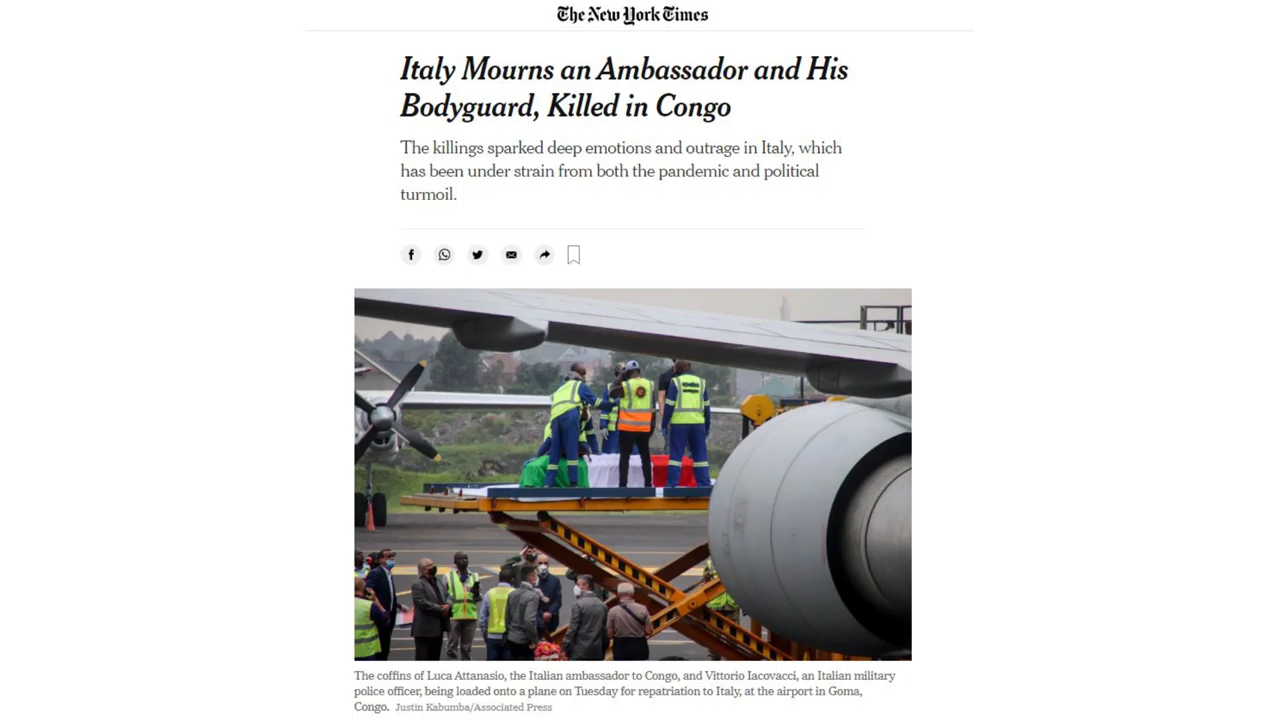 The New York Times
Italy Mourns an Ambassador and His
Bodyguard, Killed in Congo
The killings sparked deep emotions and outrage in Italy, which
has been under strain from both the pandemic and political
turmoil.
The coffins of Luca Attanasio, the Italian ambassador to Congo, and Vittorio Iacovacci, an Italian military
police officer, being loaded onto a plane on Tuesday for repatriation to Italy, at the airport in Goma,
Congo. Justin Kabumba/Associated Press